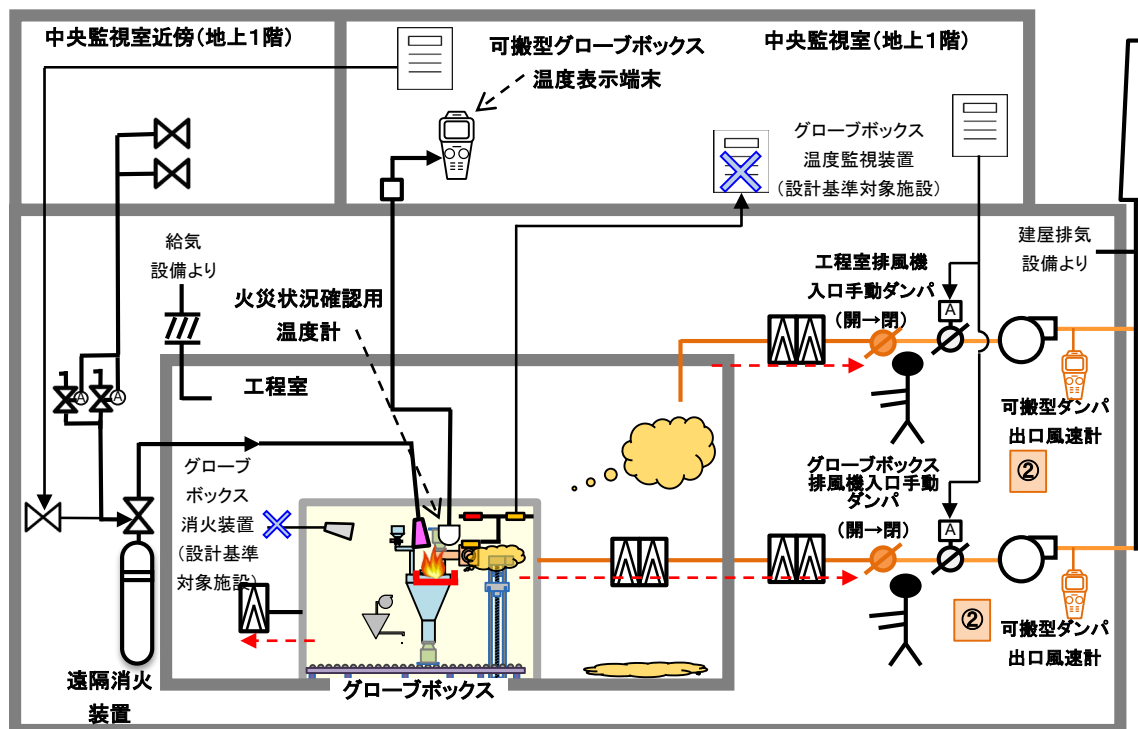 中央監視室近傍（地上１階）
可搬型グローブボックス
温度表示端末
中央監視室（地上１階）
グローブボックス
温度監視装置
（設計基準対象施設）
給気
設備より
火災状況確認用
温度計
工程室排風機
入口手動ダンパ
（開→閉）
A
建屋排気
設備より
工程室
A
A
可搬型ダンパ
出口風速計
②
グローブ
ボックス
消火装置
（設計基準
対象施設）
グローブボックス
排風機入口手動
ダンパ
（開→閉）
A
②
可搬型ダンパ
出口風速計
遠隔消火
装置
グローブボックス